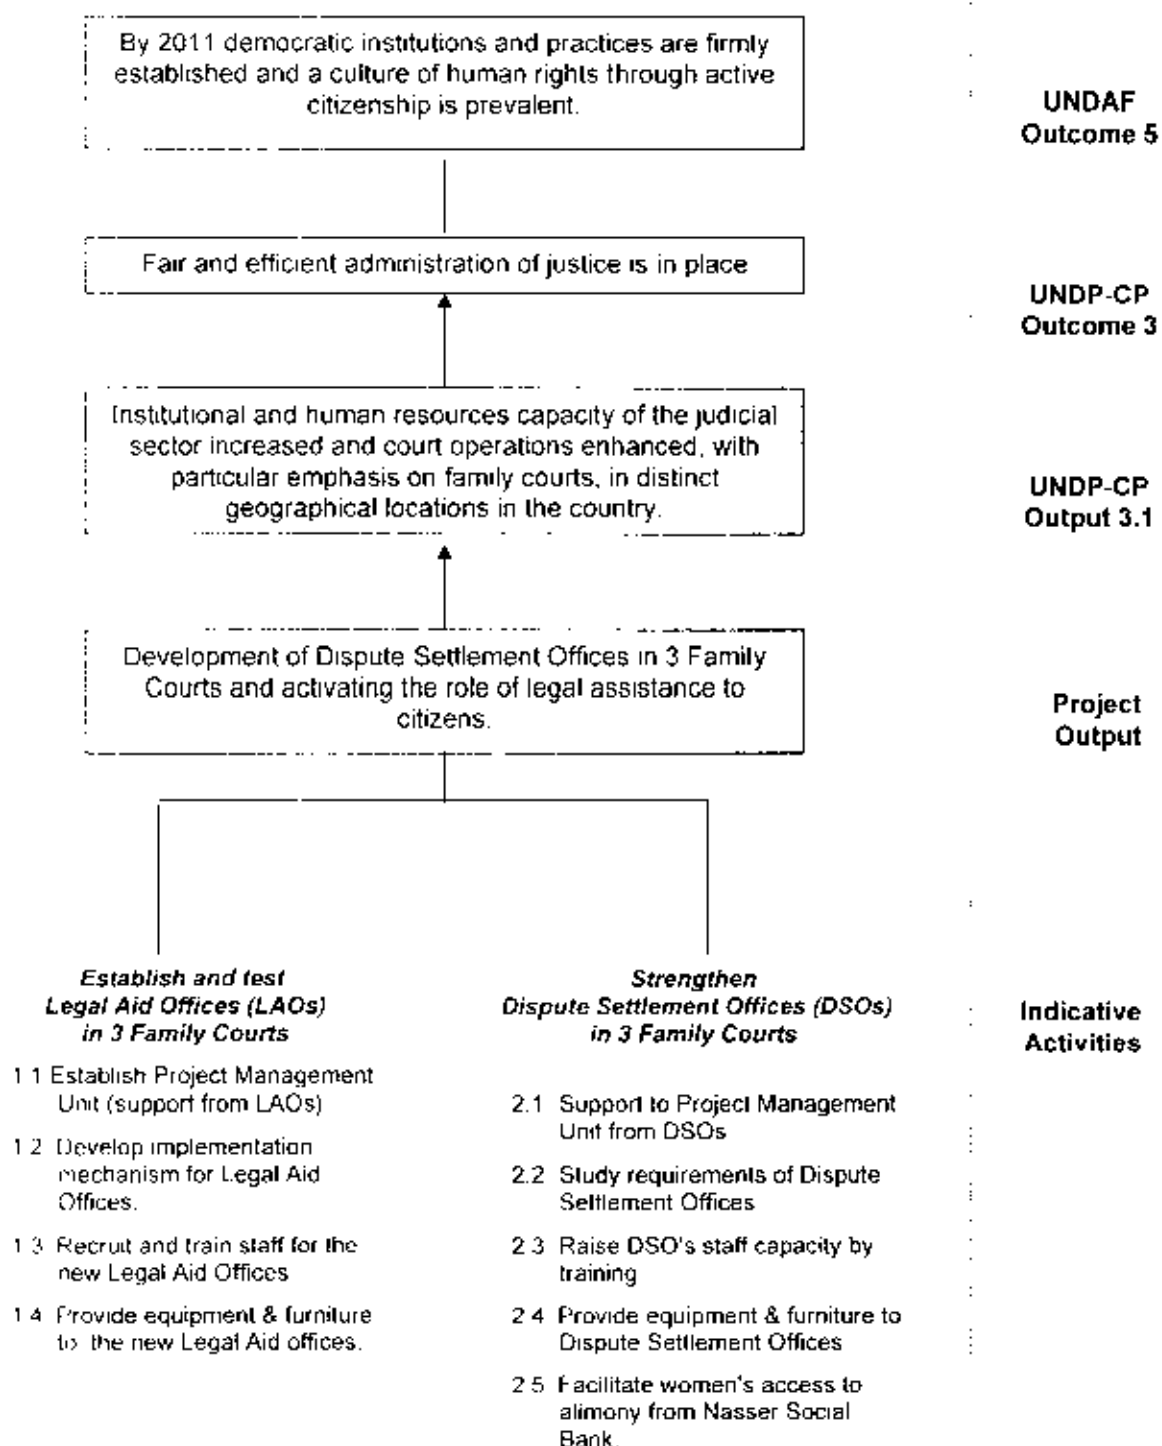 By 2011 democratic institutions and practices are firmly
established and a culture of human rights through active
citizenship is prevalent.
UNDAF
Outcome 5
Fair and efficient administration of justice is in place
UNDP-CP
Outcome 3
Institutional and human resources capacity of the judicial
sector increased and court operations enhanced, with
particular emphasis on family courts, in distinct
geographical locations in the country.
UNDP-CP
Output 3.1
Development of Dispute Settlement Offices in 3 Family
Courts and activating the role of legal assistance to
citizens.
Project
Output
Establish and test
Legal Aid Offices (LAOs)
in 3 Family Courts
1 1 Establish Project Management
Unit (support from LAOs)
1 2 Develop implementation
mechanism for Legal Aid
Offices.
1 3 Recruit and train staff for the
new Legal Aid Offices
1 4 Provide equipment & furniture
to the new Legal Aid offices.
Strengthen
Dispute Settlement Offices (DSOs)
in 3 Family Courts
2.1 Support to Project Management
Unit from DSOs
2.2 Study requirements of Dispute
Settlement Offices
2 3 Raise DSO's staff capacity by
training
2 4 Provide equipment & furniture to
Dispute Settlement Offices
2 5 Facilitate women's access to
alimony from Nasser Social
Bank.
Indicative
Activities